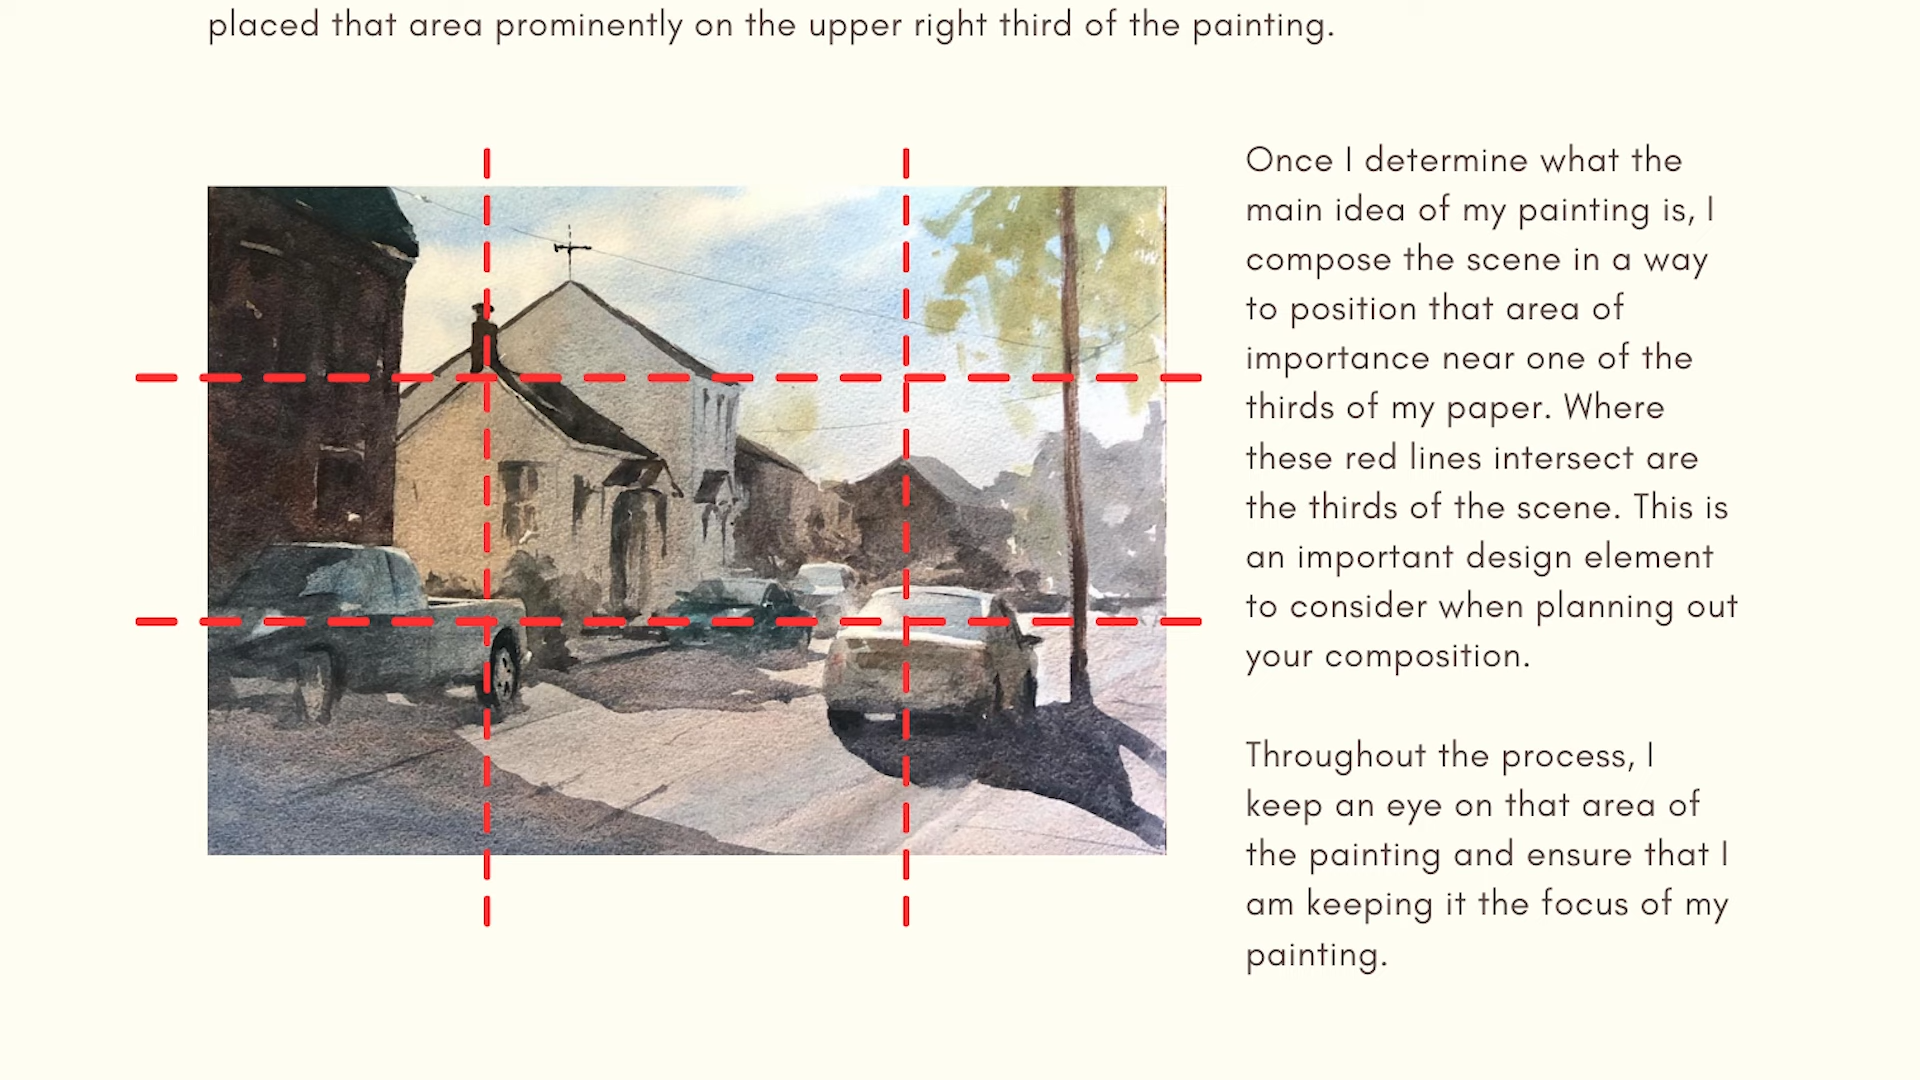 placed that area prominently on the upper right third of the painting.
Once I determine what the
main idea of my painting is, I
compose the scene in a way
to position that area of
importance near one of the
thirds of my paper. Where
these red lines intersect are
the thirds of the scene. This is
an important design element
to consider when planning out
your composition.
Throughout the process, I
keep an eye on that area of
the painting and ensure that I
am keeping it the focus of my
painting.